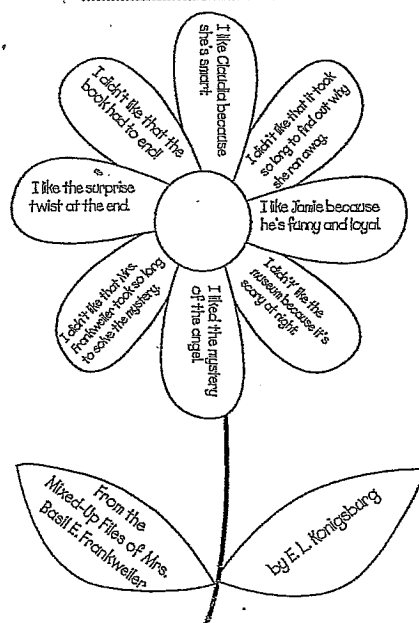 I like Claudia because
she's smart.
I didn't like that it took
so long to find out why
she ran away.
I like Jamie because
he's funny and loyal.
I didn't like the
museum because it's
scary at night.
I liked the mystery
of the angel.
I didn't like that Mrs.
Frankweiler took so long
to solve the mystery.
I like the surprise
twist at the end.
I didn't like that the
book had to end!!
From the
Mixed-Up Files of Mrs.
Basil E. Frankweiler
by E. L. Konigsburg